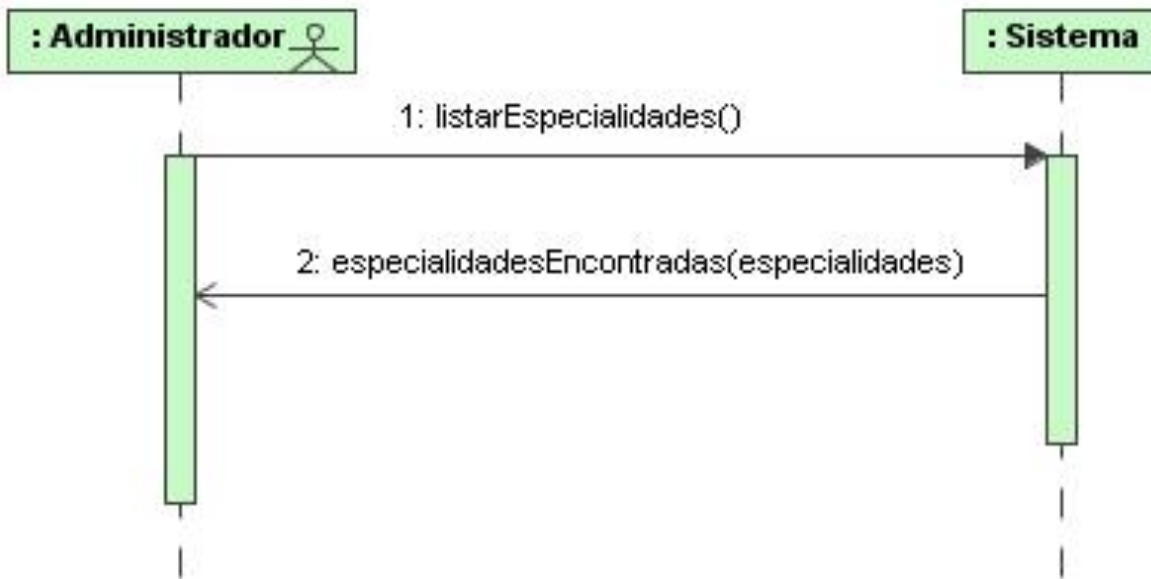 : Administrador
: Sistema
1: listarEspecialidades()
2: especialidadesEncontradas(especialidades)